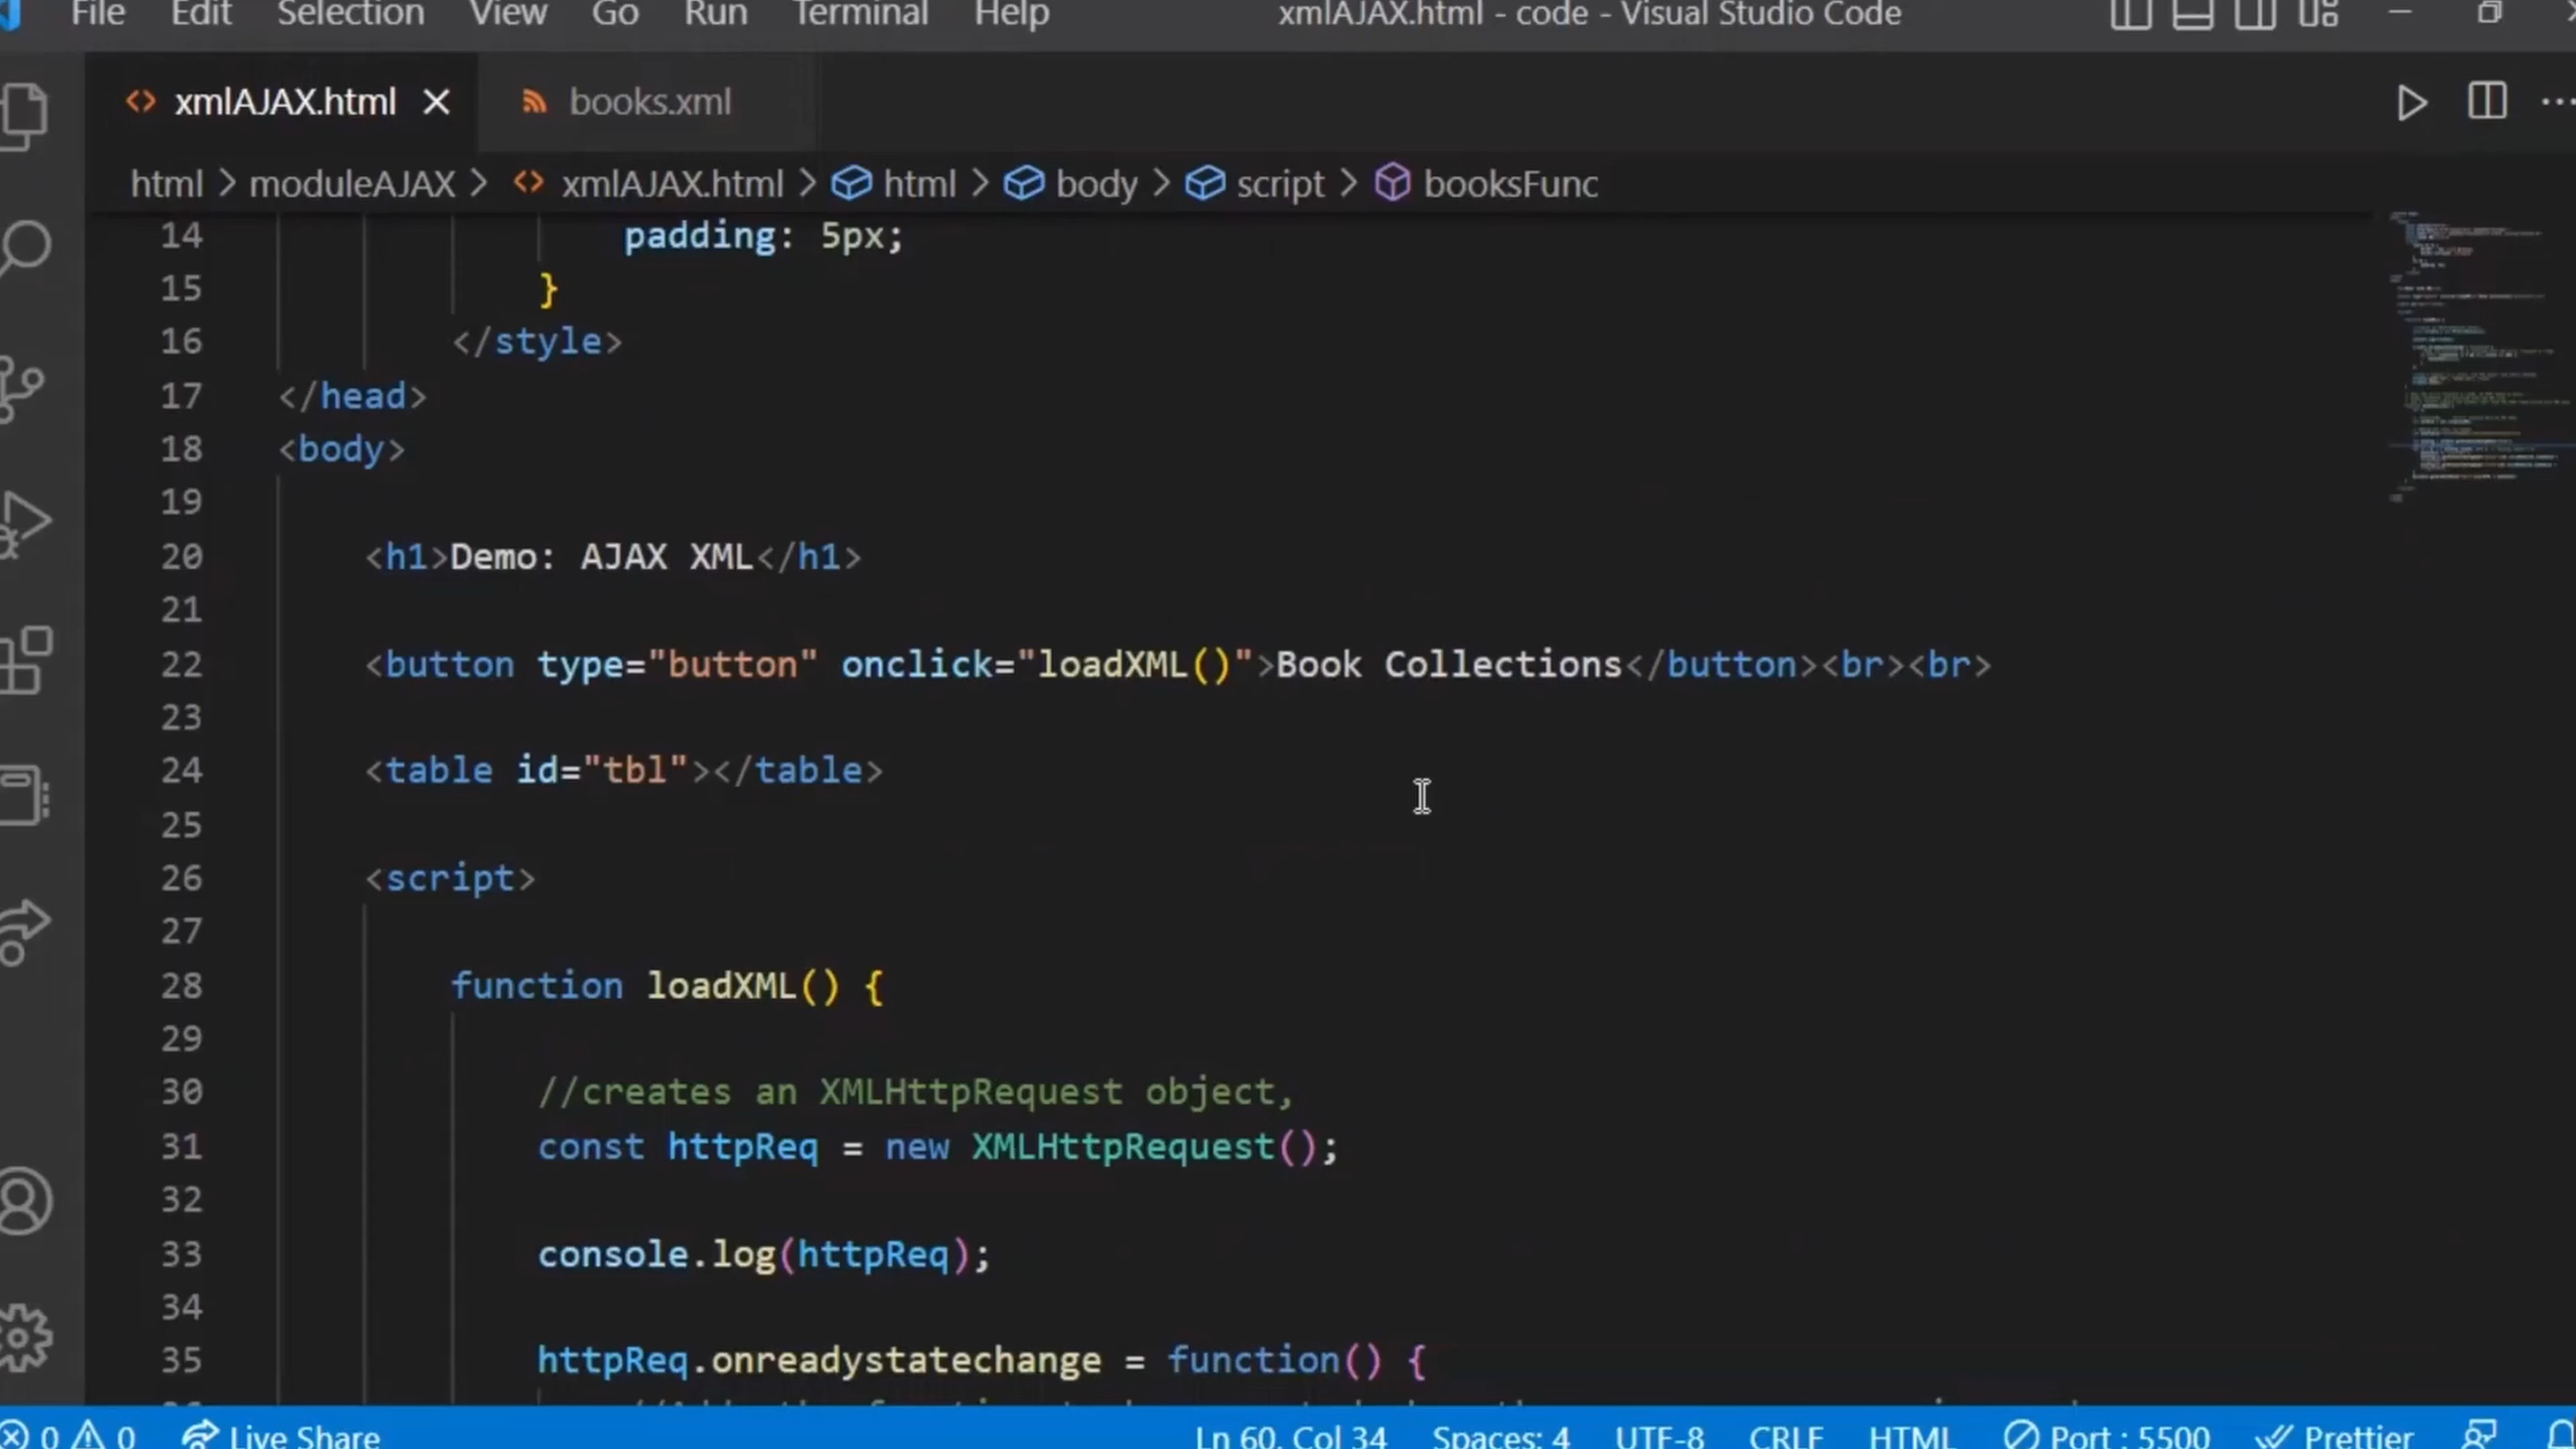 File Edit Selection View Go Run Terminal Help xmlAJAX.html - code - Visual Studio Code
xmlAJAX.html books.xml
html > moduleAJAX > xmlAJAX.html > html > body > script > booksFunc
14 padding: 5px;
15 }
16 </style>
17 </head>
18 <body>
19
20 <h1>Demo: AJAX XML</h1>
21
22 <button type="button" onclick="loadXML()">Book Collections</button><br><br>
23
24 <table id="tbl"></table>
25
26 <script>
27
28 function loadXML() {
29
30 //creates an XMLHttpRequest object,
31 const httpReq = new XMLHttpRequest();
32
33 console.log(httpReq);
34
35 httpReq.onreadystatechange = function() {
0 0 Live Share Ln 60, Col 34 Spaces: 4 UTF-8 CRLF HTML Port : 5500 Prettier